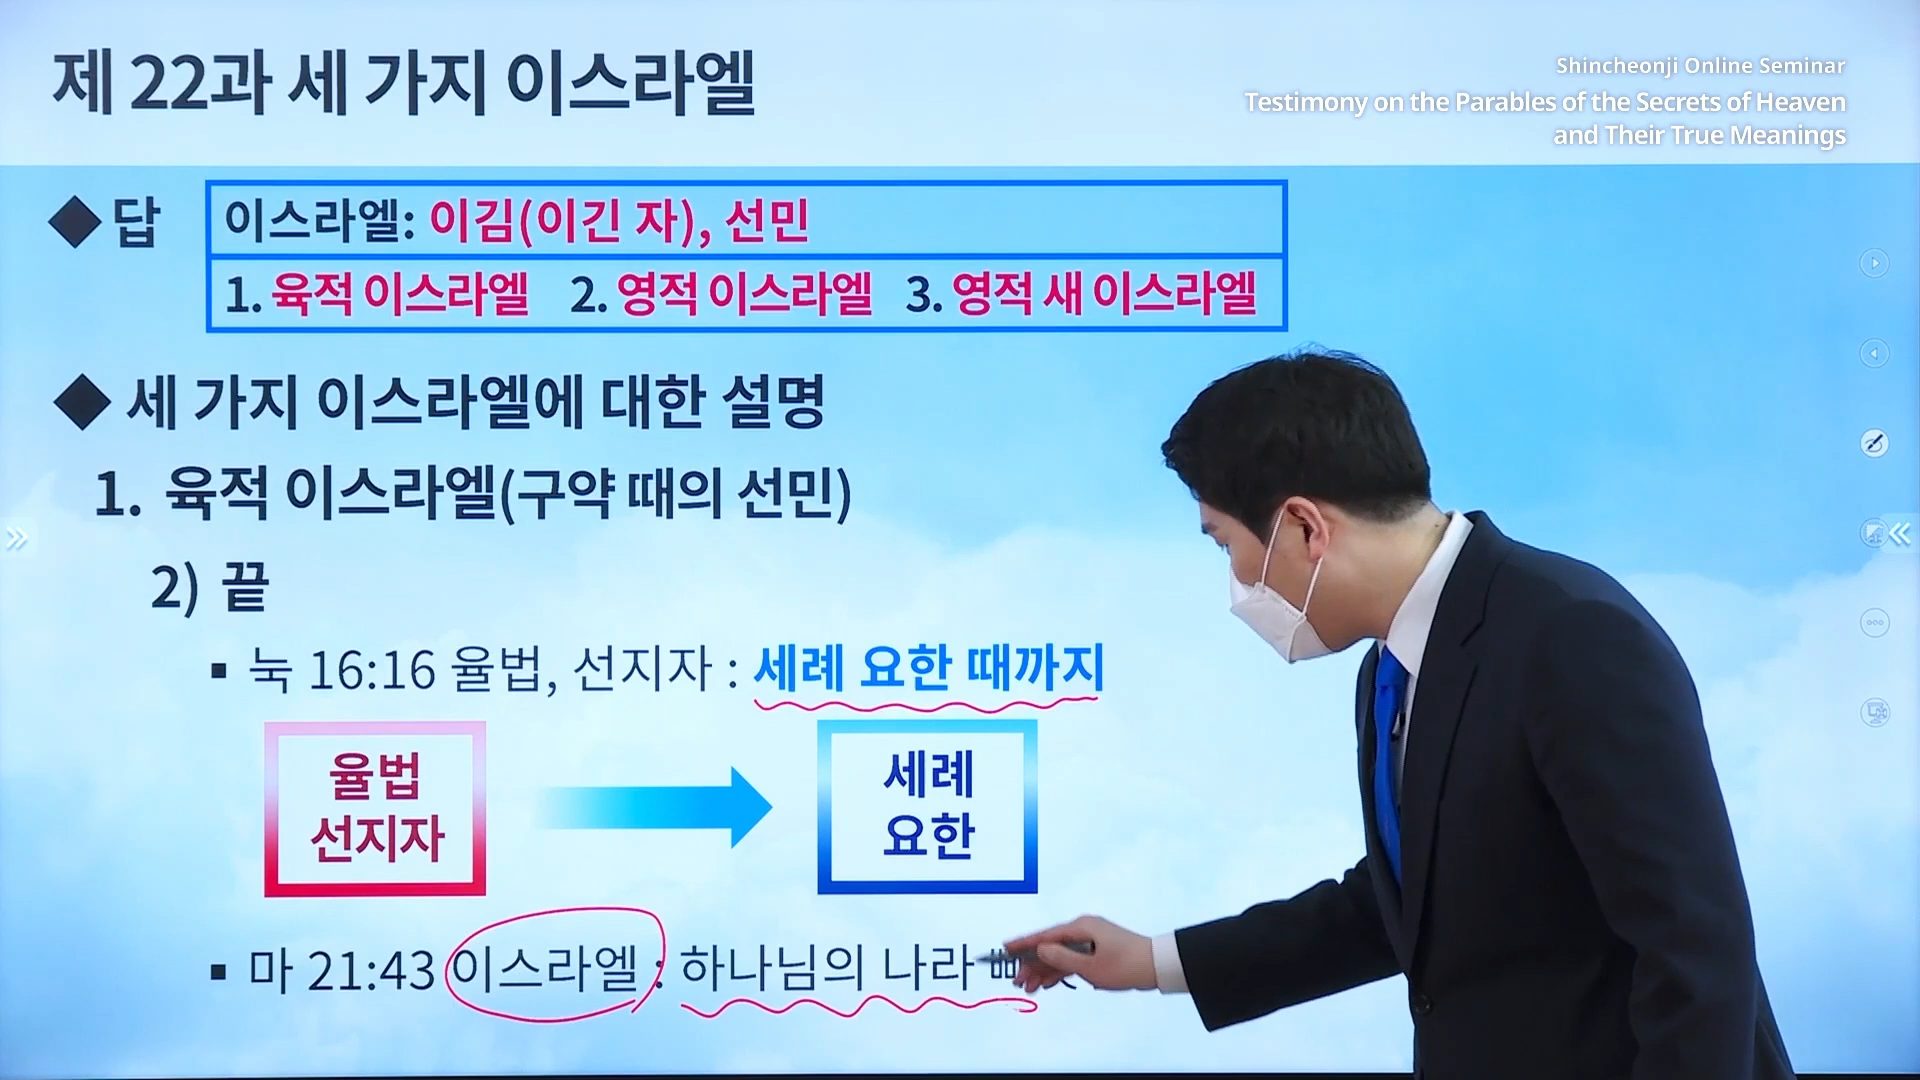 제 22과 세 가지 이스라엘
Shincheonji Online Seminar
Testimony on the Parables of the Secrets of Heaven
and Their True Meanings
◆ 답
이스라엘: 이김(이긴 자), 선민
1. 육적 이스라엘 2. 영적 이스라엘 3. 영적 새 이스라엘
◆ 세 가지 이스라엘에 대한 설명
1. 육적 이스라엘(구약 때의 선민)
2) 끝
▪ 눅 16:16 율법, 선지자 : 세례 요한 때까지
율법
선지자
세례
요한
▪ 마 21:43 이스라엘 : 하나님의 나라